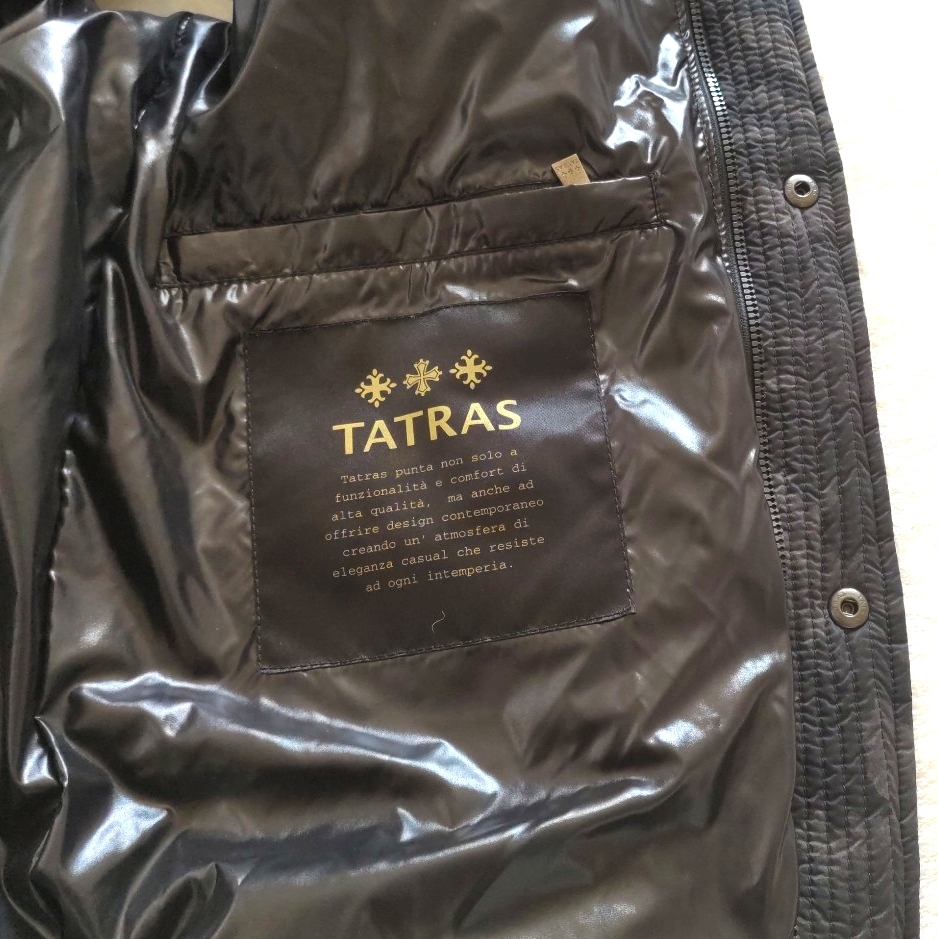 TATRAS
Tatras punta non solo a
funzionalità e comfort di
alta qualità, ma anche ad
offrire design contemporaneo
creando un' atmosfera di
eleganza casual che resiste
ad ogni intemperia.